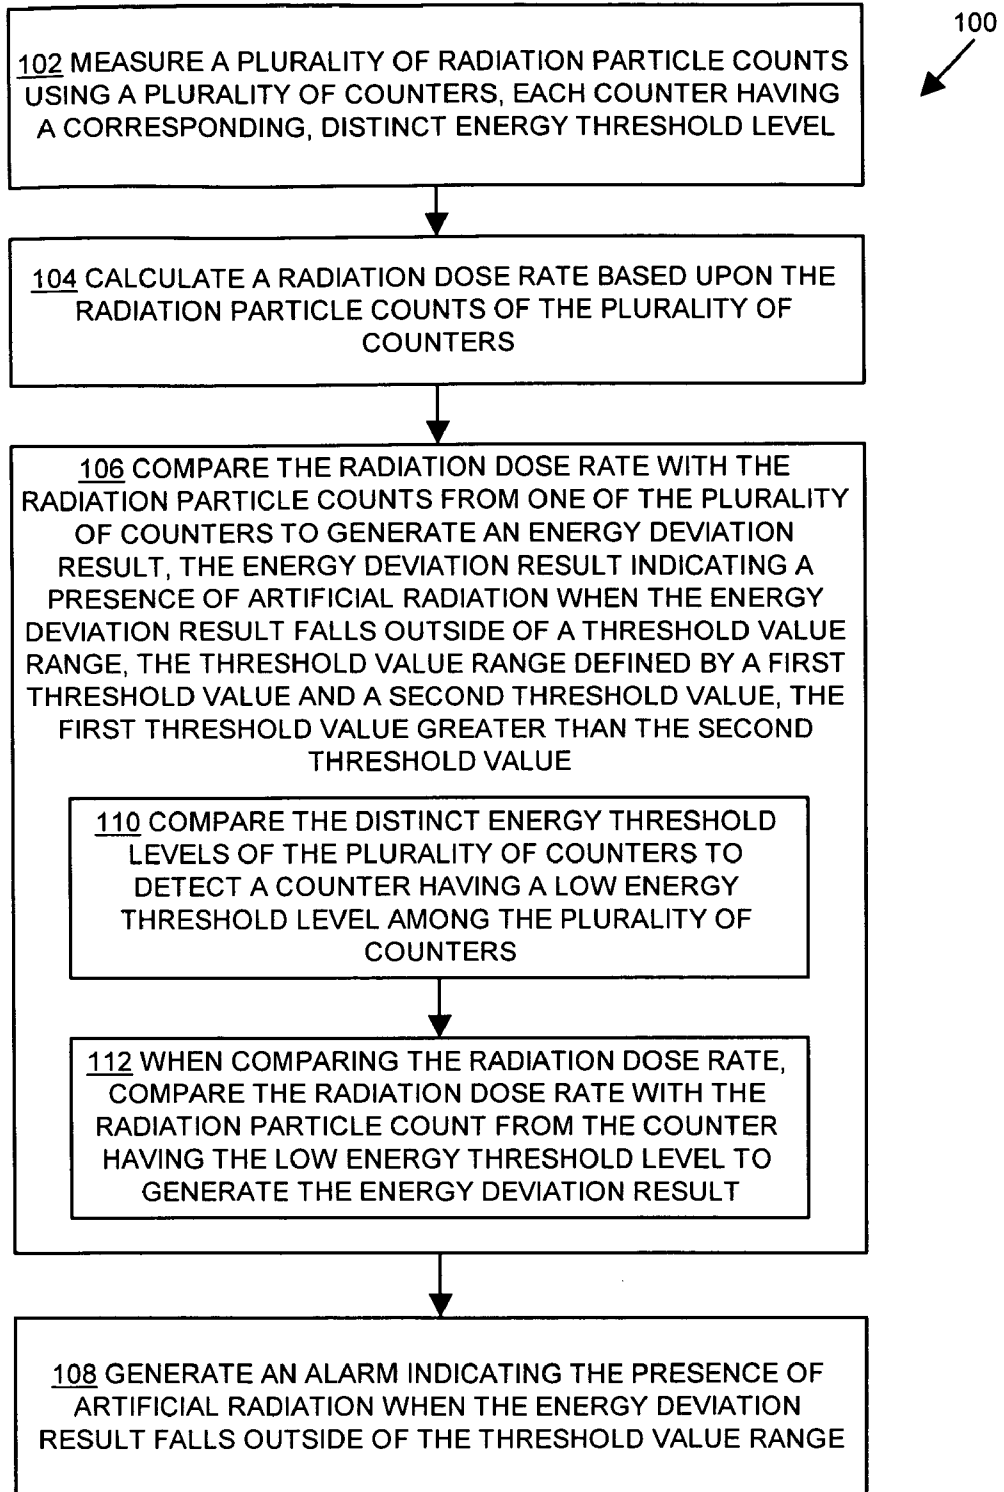 100
102 MEASURE A PLURALITY OF RADIATION PARTICLE COUNTS
USING A PLURALITY OF COUNTERS, EACH COUNTER HAVING
A CORRESPONDING, DISTINCT ENERGY THRESHOLD LEVEL
104 CALCULATE A RADIATION DOSE RATE BASED UPON THE
RADIATION PARTICLE COUNTS OF THE PLURALITY OF
COUNTERS
106 COMPARE THE RADIATION DOSE RATE WITH THE
RADIATION PARTICLE COUNTS FROM ONE OF THE PLURALITY
OF COUNTERS TO GENERATE AN ENERGY DEVIATION
RESULT, THE ENERGY DEVIATION RESULT INDICATING A
PRESENCE OF ARTIFICIAL RADIATION WHEN THE ENERGY
DEVIATION RESULT FALLS OUTSIDE OF A THRESHOLD VALUE
RANGE, THE THRESHOLD VALUE RANGE DEFINED BY A FIRST
THRESHOLD VALUE AND A SECOND THRESHOLD VALUE, THE
FIRST THRESHOLD VALUE GREATER THAN THE SECOND
THRESHOLD VALUE
110 COMPARE THE DISTINCT ENERGY THRESHOLD
LEVELS OF THE PLURALITY OF COUNTERS TO
DETECT A COUNTER HAVING A LOW ENERGY
THRESHOLD LEVEL AMONG THE PLURALITY OF
COUNTERS
112 WHEN COMPARING THE RADIATION DOSE RATE,
COMPARE THE RADIATION DOSE RATE WITH THE
RADIATION PARTICLE COUNT FROM THE COUNTER
HAVING THE LOW ENERGY THRESHOLD LEVEL TO
GENERATE THE ENERGY DEVIATION RESULT
108 GENERATE AN ALARM INDICATING THE PRESENCE OF
ARTIFICIAL RADIATION WHEN THE ENERGY DEVIATION
RESULT FALLS OUTSIDE OF THE THRESHOLD VALUE RANGE